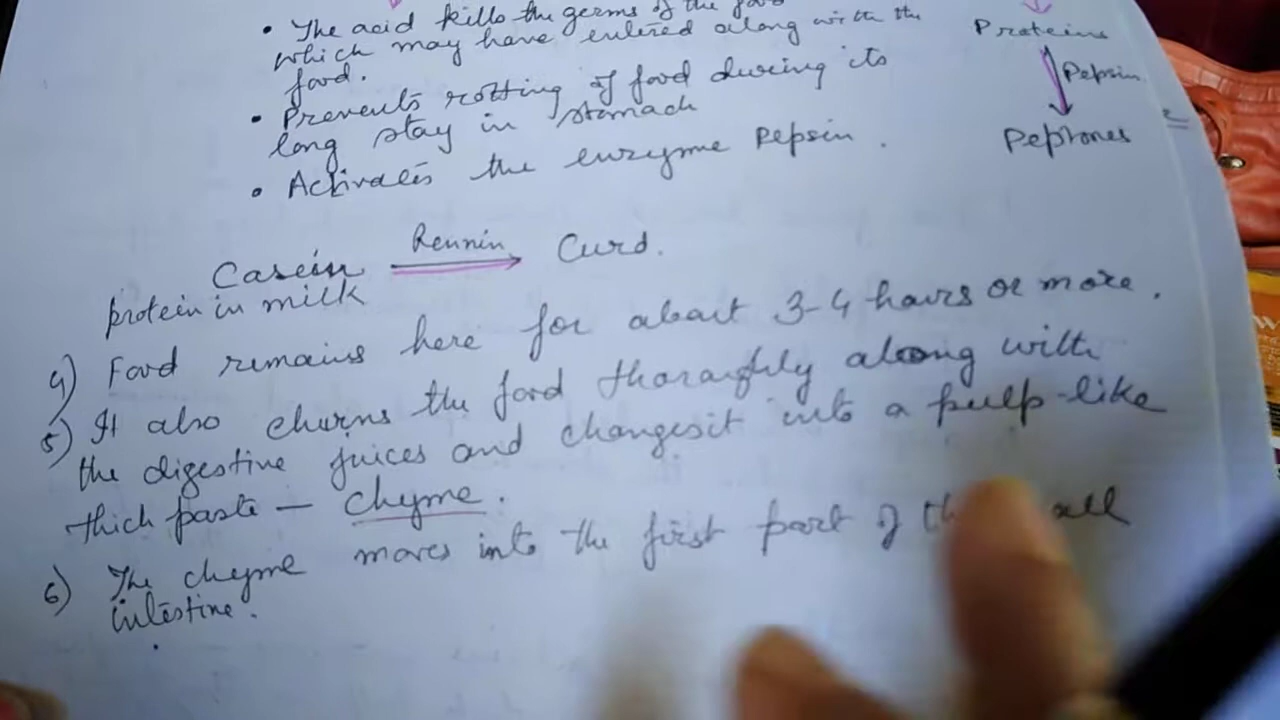 • The acid kills the germs of the food
which may have entered along with the
food.
• Prevents rotting of food during its
long stay in stomach
• Activates the enzyme Pepsin.
Proteins
Pepsin
Peptones
Casein Rennin Curd.
protein in milk
4) Food remains here for about 3-4 hours or more.
5) It also churns the food thoroughly along with
the digestive juices and changesit into a pulp-like
thick paste — Chyme.
6) The chyme moves into the first part of
intestine.